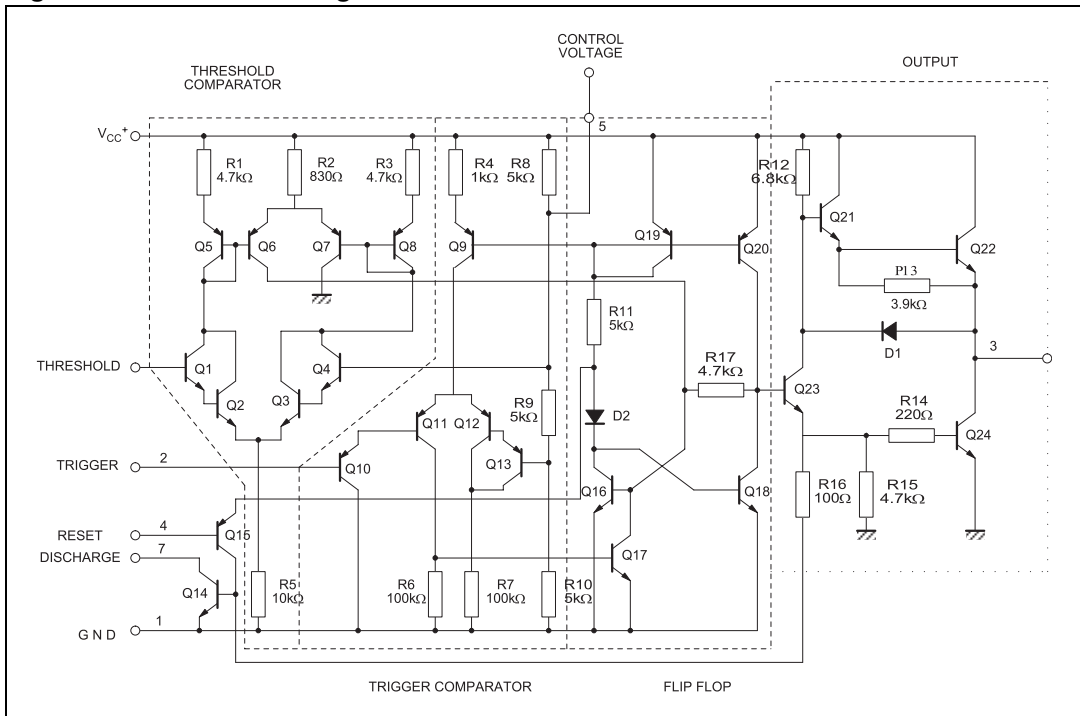 CONTROL
VOLTAGE
OUTPUT
THRESHOLD
COMPARATOR
5
VCC+
R1
4.7kΩ
R2
830Ω
R3
4.7kΩ
R4
1kΩ
R8
5kΩ
R12
6.8kΩ
Q5
Q6
Q7
Q8
Q9
Q19
Q20
Q21
Q22
P13
3.9kΩ
R11
5kΩ
D1
3
THRESHOLD
Q1
Q2
Q3
Q4
R17
4.7kΩ
Q23
R9
5kΩ
D2
R14
220Ω
Q11
Q12
Q24
TRIGGER
2
Q10
Q13
Q16
Q18
R16
100Ω
R15
4.7kΩ
RESET
4
Q15
DISCHARGE
7
Q17
Q14
R5
10kΩ
R6
100kΩ
R7
100kΩ
R10
5kΩ
GND
1
TRIGGER COMPARATOR
FLIP FLOP